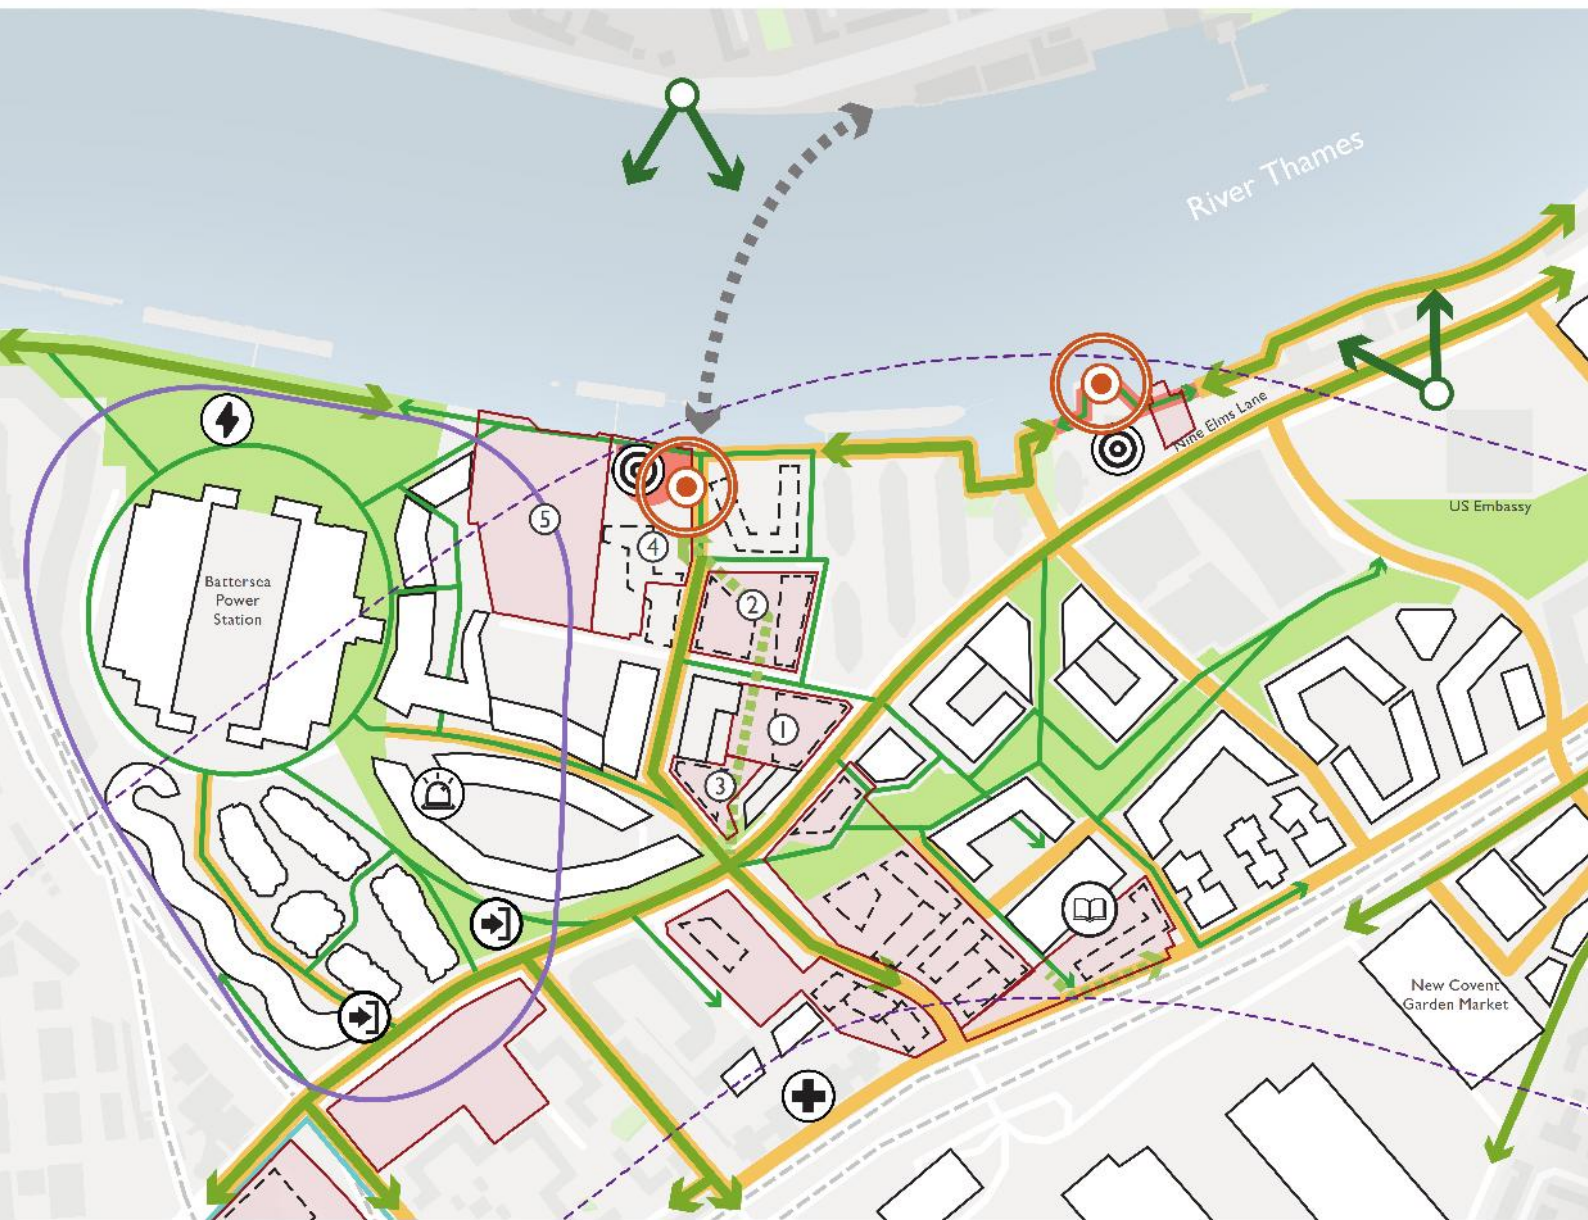 River Thames
Nine Elms Lane
US Embassy
5
4
Battersea
Power
Station
2
1
3
New Covent
Garden Market